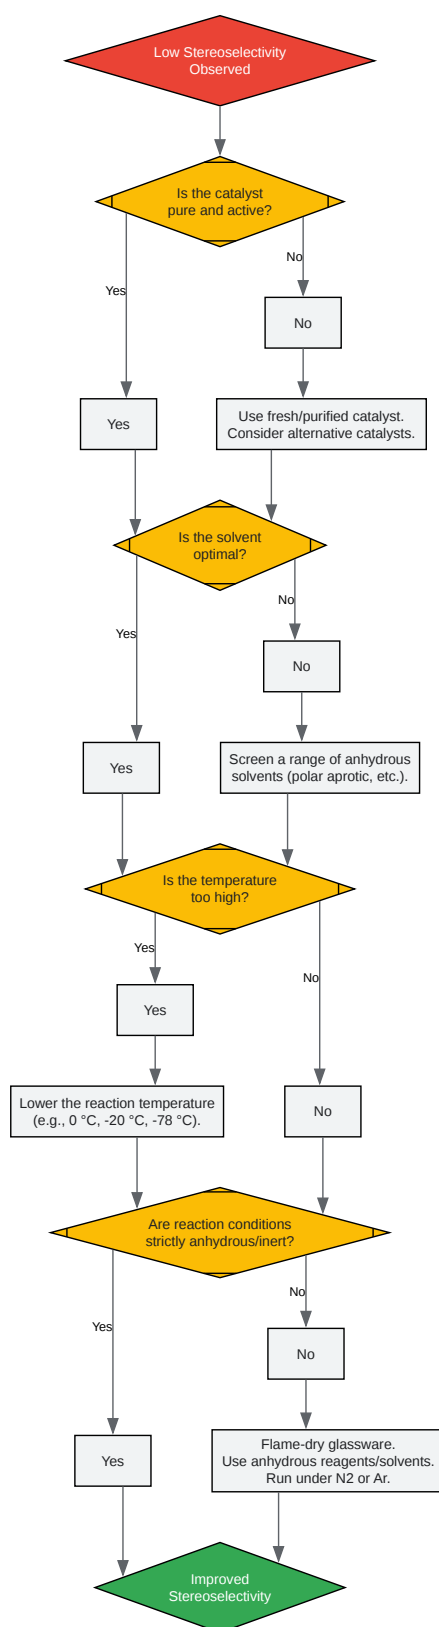 Low Stereoselectivity
Observed
Is the catalyst
pure and active?
No
Yes
No
Yes
Use fresh/purified catalyst.
Consider alternative catalysts.
Is the solvent
optimal?
No
Yes
No
Yes
Screen a range of anhydrous
solvents (polar aprotic, etc.).
Is the temperature
too high?
Yes
No
Yes
Lower the reaction temperature
(e.g., 0 °C, -20 °C, -78 °C).
No
Are reaction conditions
strictly anhydrous/inert?
No
Yes
No
Yes
Flame-dry glassware.
Use anhydrous reagents/solvents.
Run under N2 or Ar.
Improved
Stereoselectivity